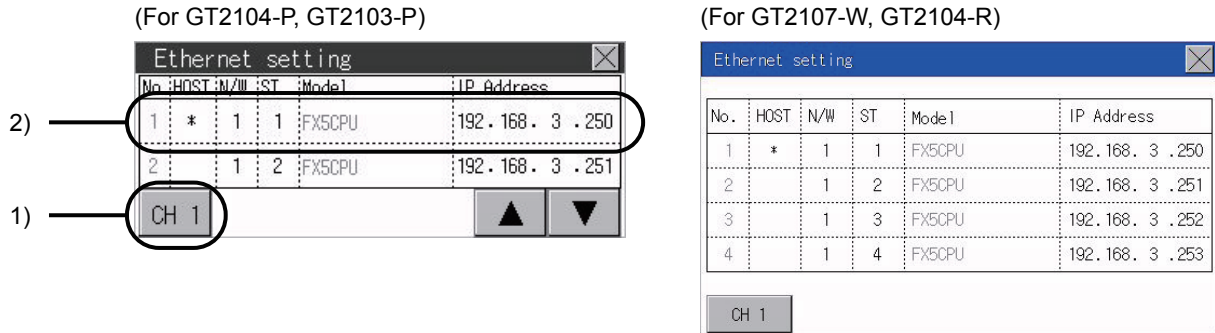 (For GT2104-P, GT2103-P)
Ethernet setting
No. HOST N/W ST Model IP Address
2) 1 * 1 1 FX5CPU 192.168. 3 .250
2 1 2 FX5CPU 192.168. 3 .251
1) CH 1 ▲ ▼
(For GT2107-W, GT2104-R)
Ethernet setting
No. HOST N/W ST Model IP Address
1 * 1 1 FX5CPU 192.168. 3 .250
2 1 2 FX5CPU 192.168. 3 .251
3 1 3 FX5CPU 192.168. 3 .252
4 1 4 FX5CPU 192.168. 3 .253
CH 1